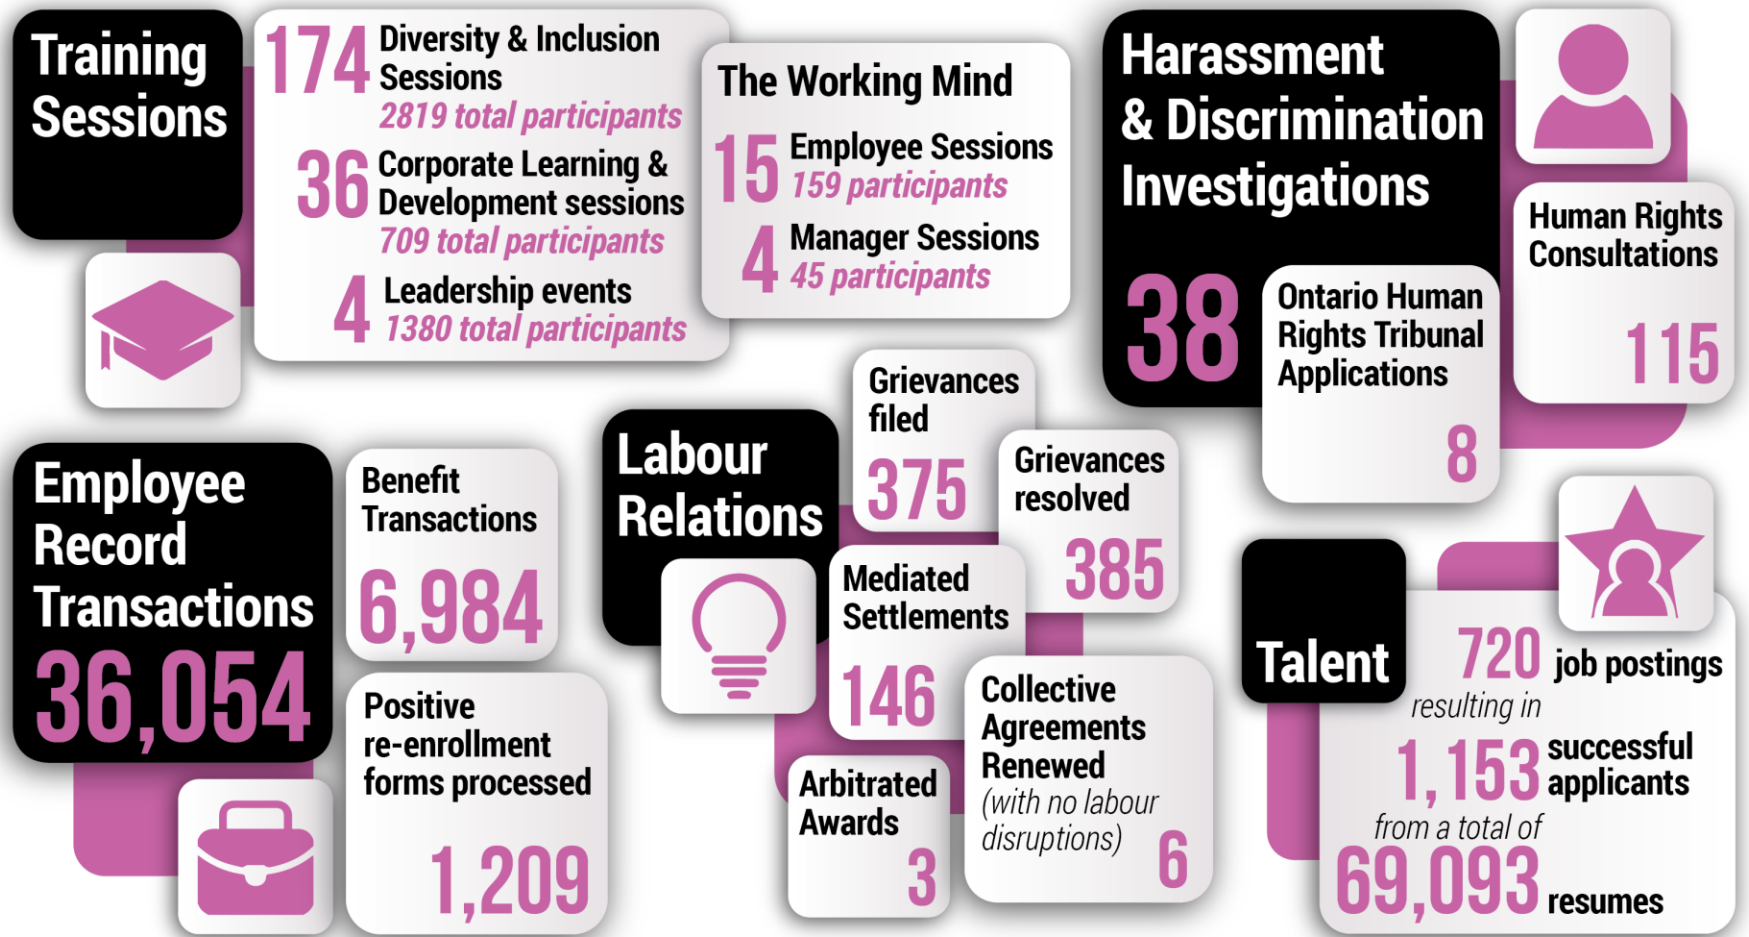 Training
Sessions
174 Diversity & Inclusion
Sessions
2819 total participants
36 Corporate Learning &
Development sessions
709 total participants
4 Leadership events
1380 total participants
The Working Mind
15 Employee Sessions
159 participants
4 Manager Sessions
45 participants
Harassment
& Discrimination
Investigations
38
Ontario Human
Rights Tribunal
Applications
8
Human Rights
Consultations
115
Employee
Record
Transactions
36,054
Benefit
Transactions
6,984
Positive
re-enrollment
forms processed
1,209
Labour
Relations
Grievances
filed
375
Grievances
resolved
385
Mediated
Settlements
146
Arbitrated
Awards
3
Collective
Agreements
Renewed
(with no labour
disruptions)
6
Talent
720 job postings
resulting in
1,153 successful
applicants
from a total of
69,093 resumes